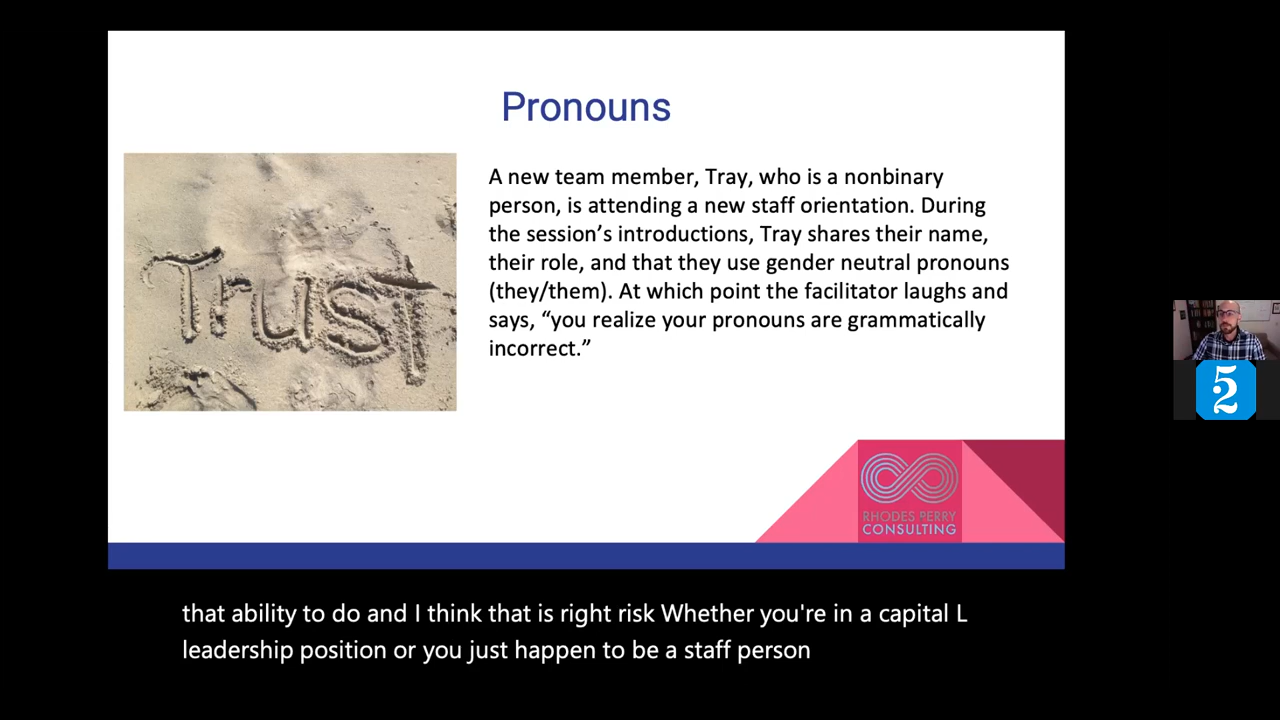 Pronouns
Trust
A new team member, Tray, who is a nonbinary
person, is attending a new staff orientation. During
the session’s introductions, Tray shares their name,
their role, and that they use gender neutral pronouns
(they/them). At which point the facilitator laughs and
says, “you realize your pronouns are grammatically
incorrect.”
RHODES PERRY
CONSULTING
52
that ability to do and I think that is right risk Whether you're in a capital L
leadership position or you just happen to be a staff person